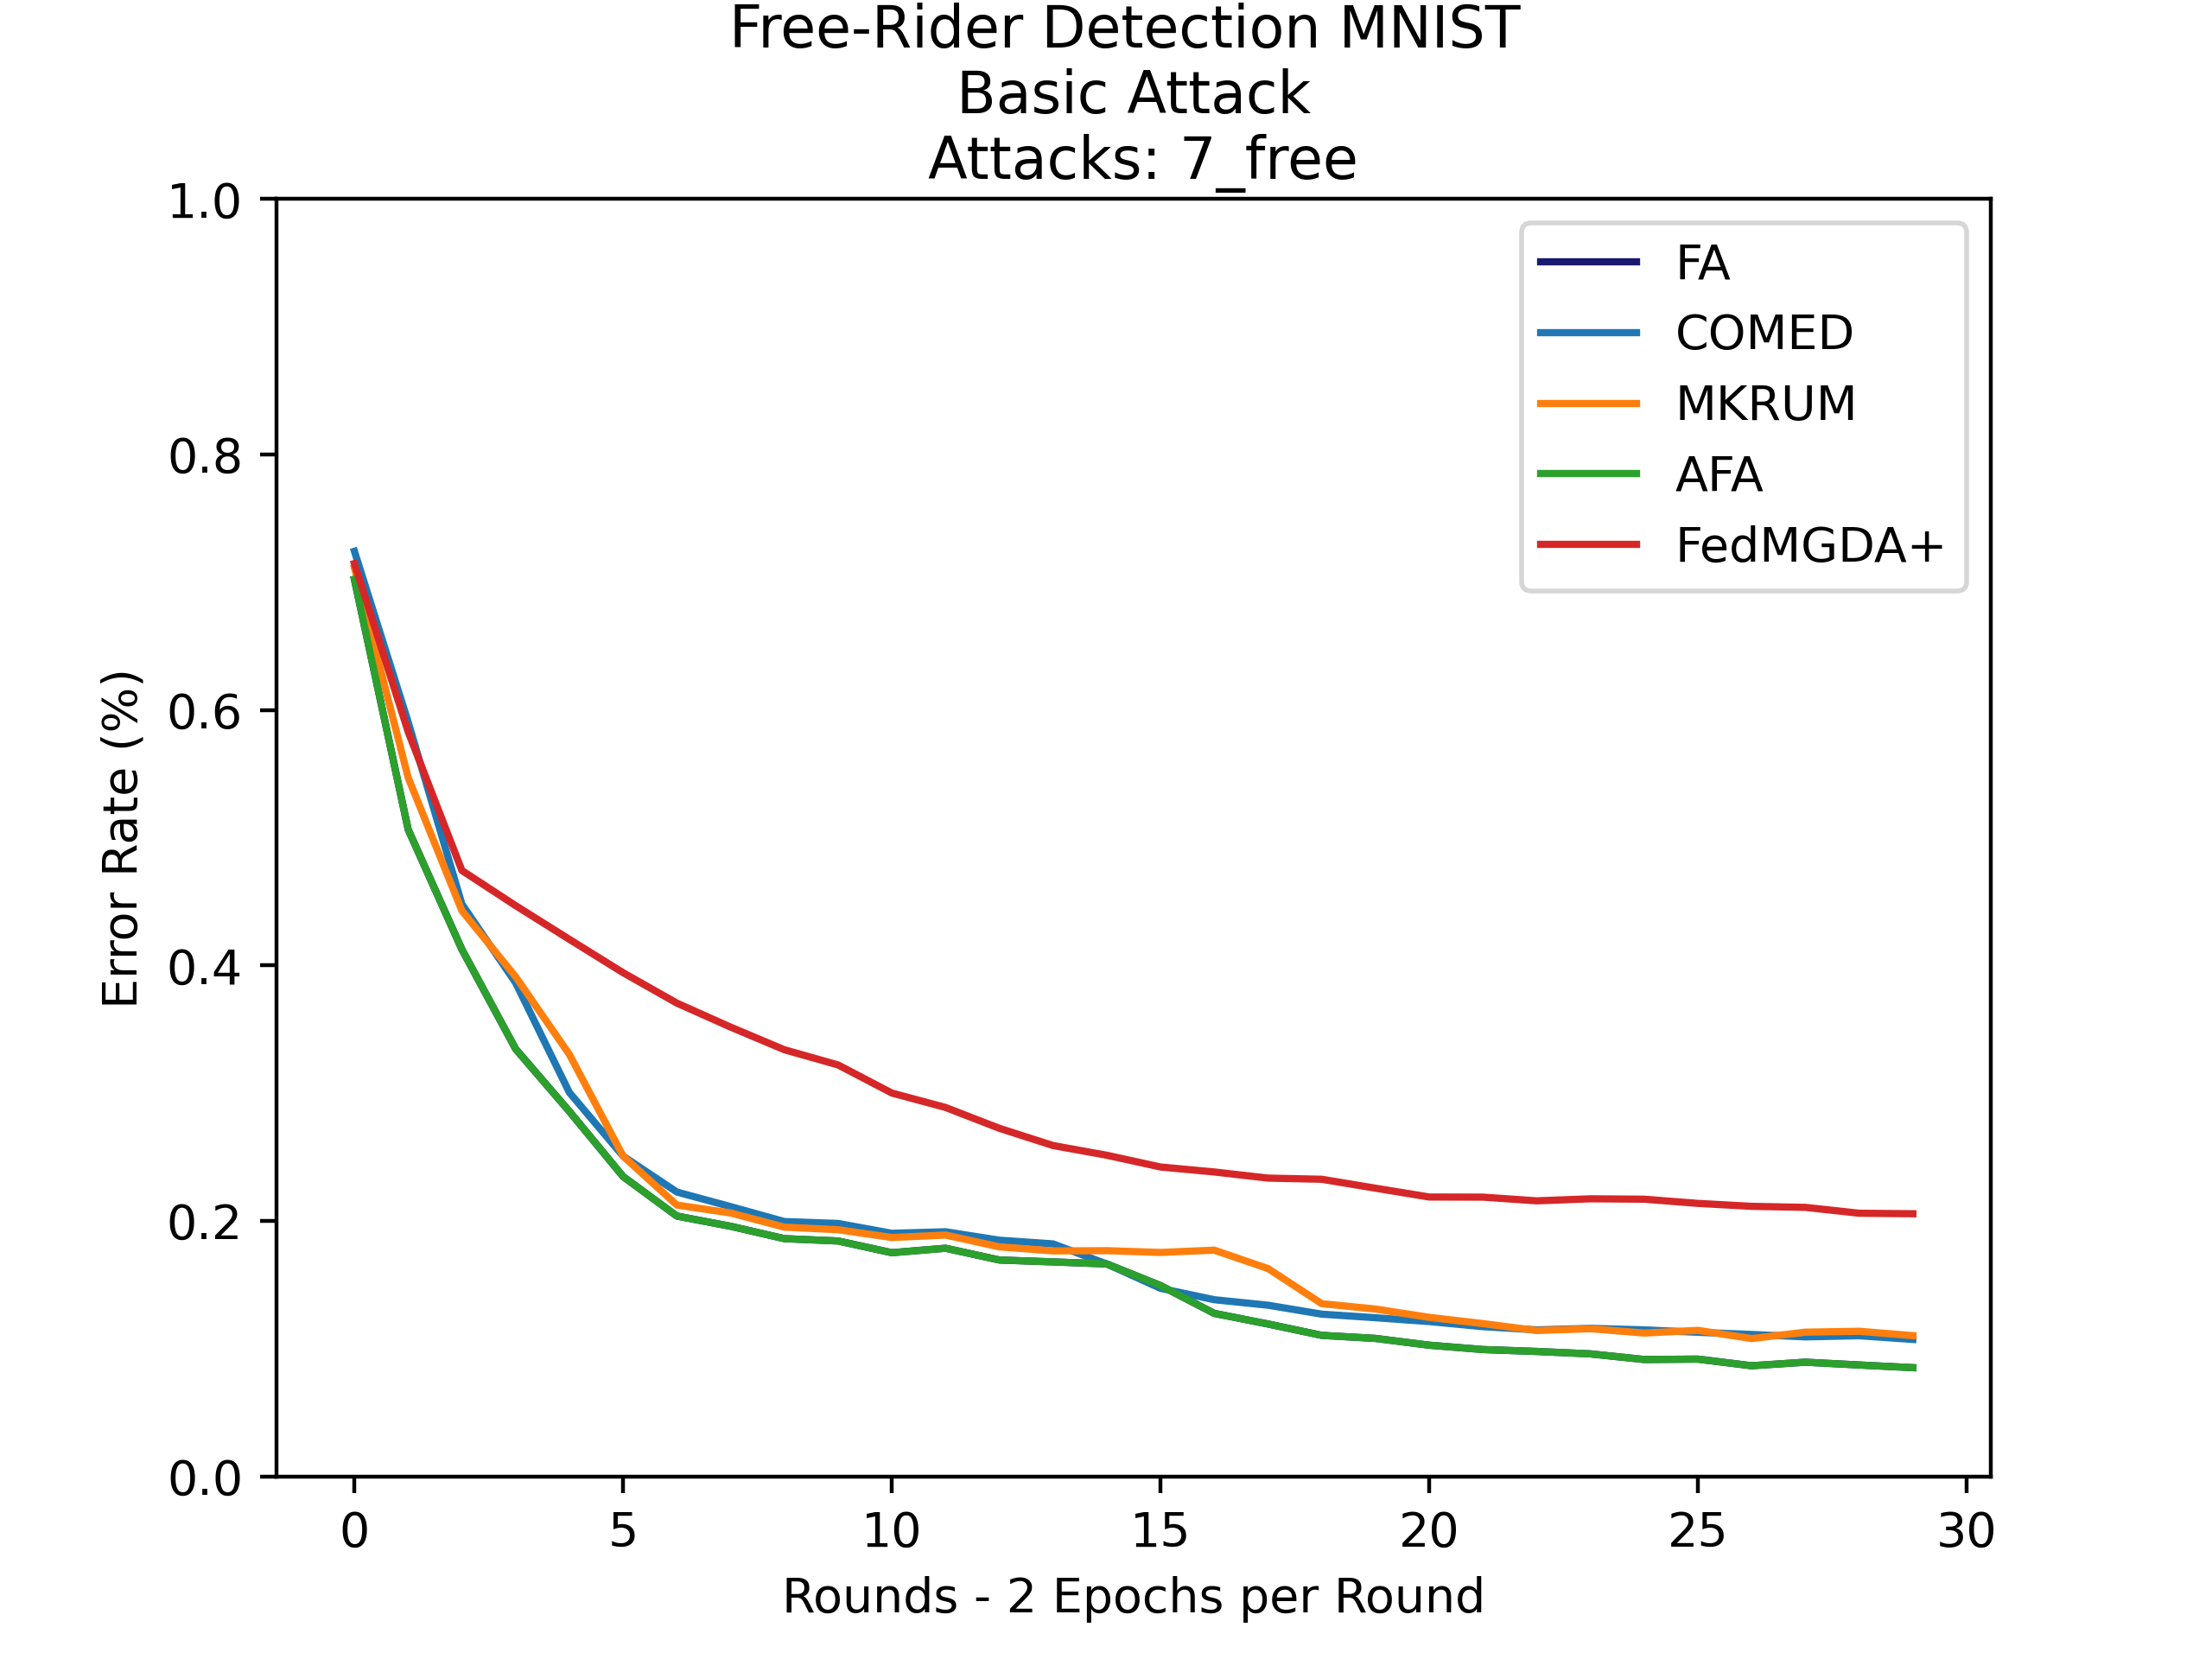 Free-Rider Detection MNIST
Basic Attack
Attacks: 7_free
1.0
0.8
0.6
0.4
0.2
0.0
Error Rate (%)
FA
COMED
MKRUM
AFA
FedMGDA+
0 5 10 15 20 25 30
Rounds - 2 Epochs per Round